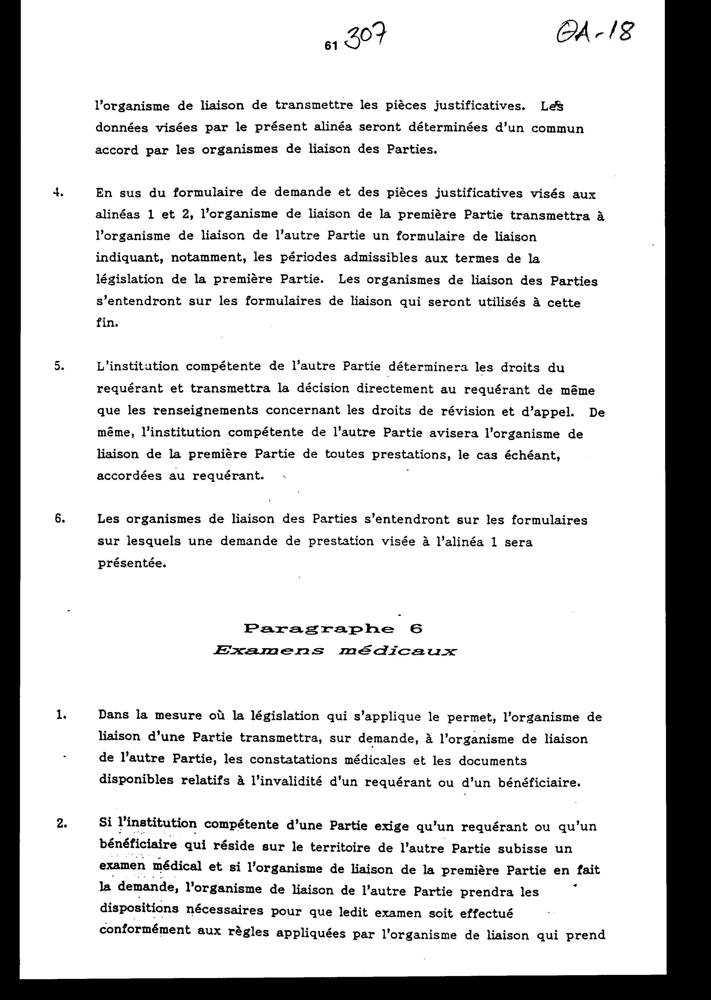 61 307
QA-18
l'organisme de liaison de transmettre les pièces justificatives. Les
données visées par le présent alinéa seront déterminées d'un commun
accord par les organismes de liaison des Parties.
4. En sus du formulaire de demande et des pièces justificatives visés aux
alinéas 1 et 2, l'organisme de liaison de la première Partie transmettra à
l'organisme de liaison de l'autre Partie un formulaire de liaison
indiquant, notamment, les périodes admissibles aux termes de la
législation de la première Partie. Les organismes de liaison des Parties
s'entendront sur les formulaires de liaison qui seront utilisés à cette
fin.
5. L'institution compétente de l'autre Partie déterminera les droits du
requérant et transmettra la décision directement au requérant de même
que les renseignements concernant les droits de révision et d'appel. De
même, l'institution compétente de l'autre Partie avisera l'organisme de
liaison de la première Partie de toutes prestations, le cas échéant,
accordées au requérant.
6. Les organismes de liaison des Parties s'entendront sur les formulaires
sur lesquels une demande de prestation visée à l'alinéa 1 sera
présentée.
Paragraphe 6
Examens médicaux
1. Dans la mesure où la législation qui s'applique le permet, l'organisme de
liaison d'une Partie transmettra, sur demande, à l'organisme de liaison
de l'autre Partie, les constatations médicales et les documents
disponibles relatifs à l'invalidité d'un requérant ou d'un bénéficiaire.
2. Si l'institution compétente d'une Partie exige qu'un requérant ou qu'un
bénéficiaire qui réside sur le territoire de l'autre Partie subisse un
examen médical et si l'organisme de liaison de la première Partie en fait
la demande, l'organisme de liaison de l'autre Partie prendra les
dispositions nécessaires pour que ledit examen soit effectué
conformément aux règles appliquées par l'organisme de liaison qui prend